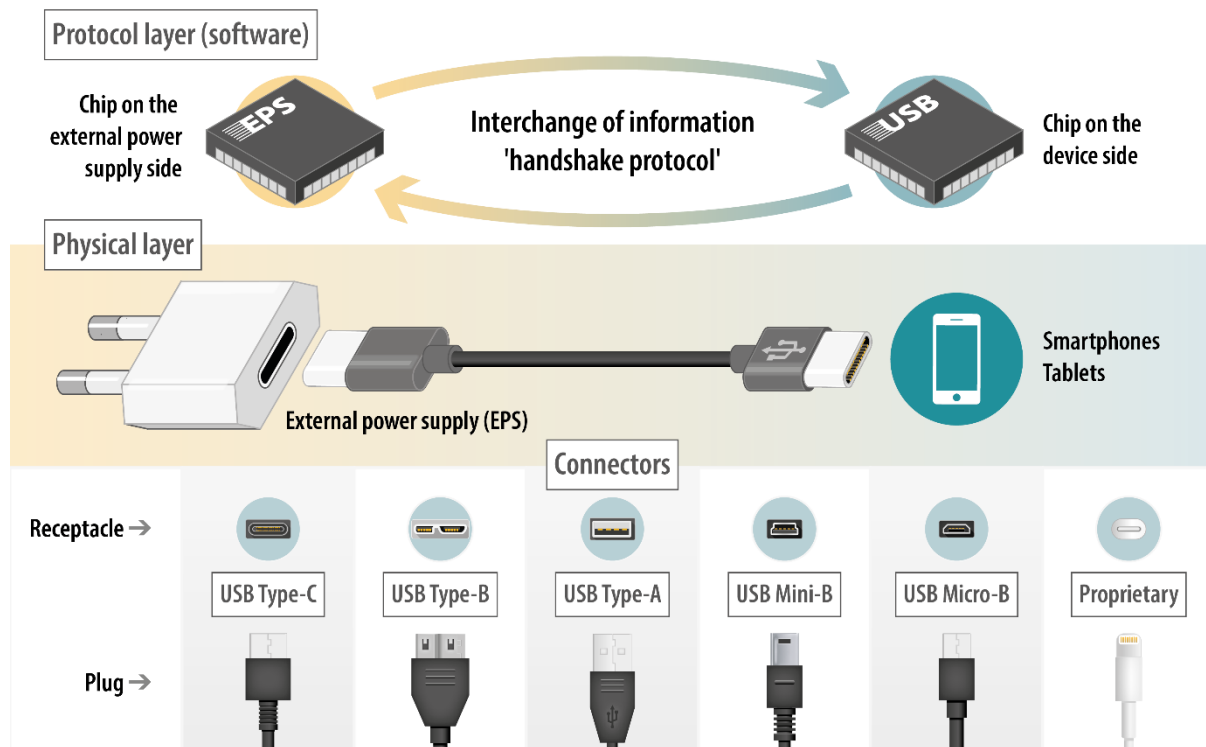 Protocol layer (software)
Chip on the
external power
supply side
EPS
Interchange of information
'handshake protocol'
USB
Chip on the
device side
Physical layer
External power supply (EPS)
Smartphones
Tablets
Connectors
Receptacle →
USB Type-C
USB Type-B
USB Type-A
USB Mini-B
USB Micro-B
Proprietary
Plug →